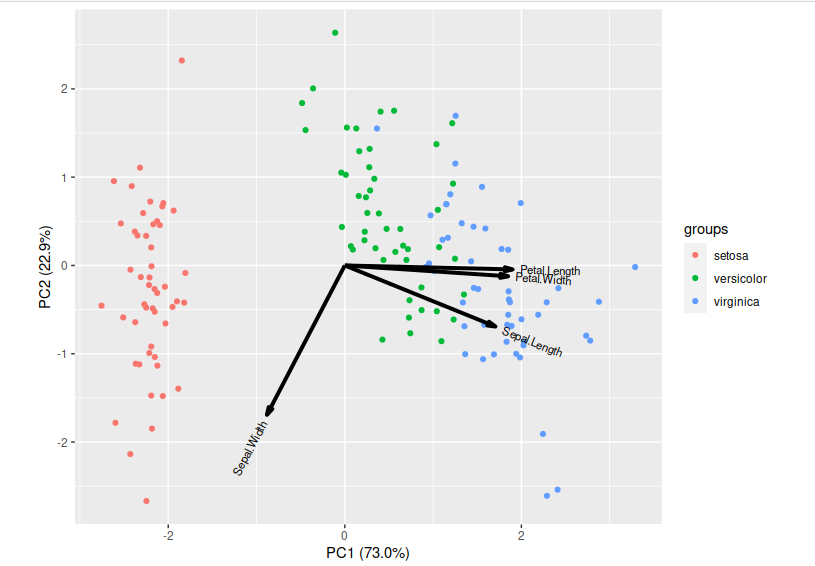 2
1
0
-1
-2
PC2 (22.9%)
Petal.Length
Petal.Width
Sepal.Length
Sepal.Width
-2
0
2
PC1 (73.0%)
groups
setosa
versicolor
virginica